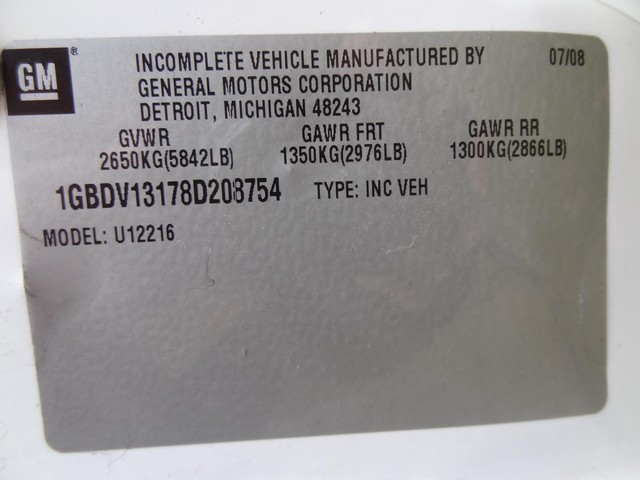 GM ® INCOMPLETE VEHICLE MANUFACTURED BY 07/08
GENERAL MOTORS CORPORATION
DETROIT, MICHIGAN 48243
GVWR GAWR FRT GAWR RR
2650KG(5842LB) 1350KG(2976LB) 1300KG(2866LB)
1GBDV13178D208754 TYPE: INC VEH
MODEL: U12216